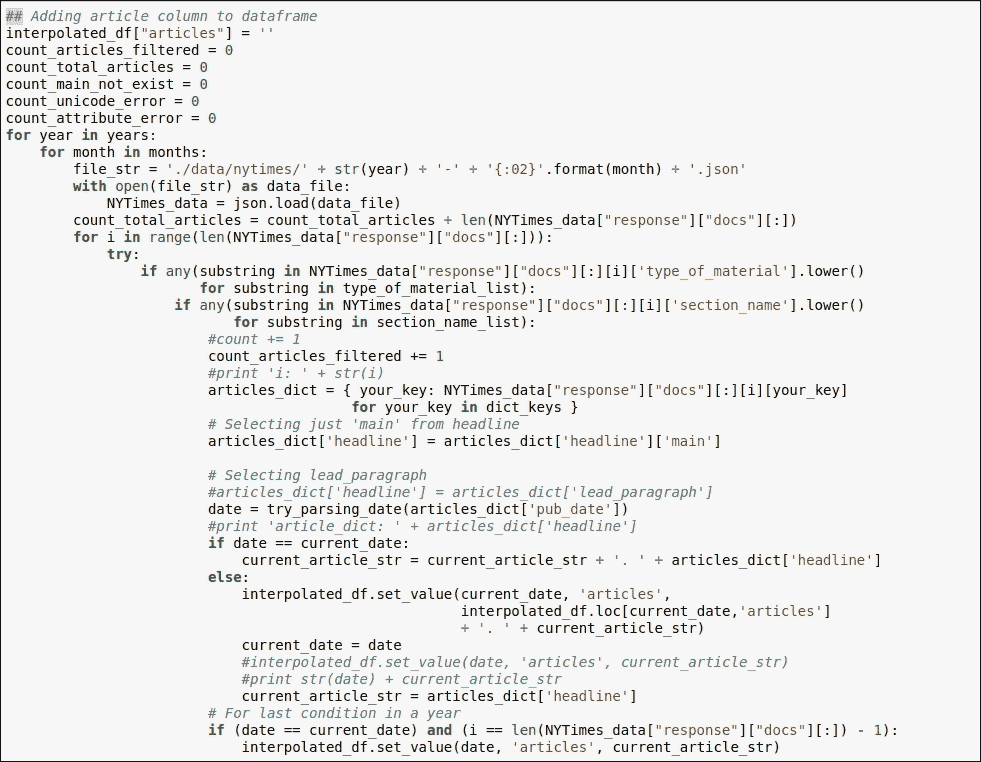 ## Adding article column to dataframe
interpolated_df["articles"] = ''
count_articles_filtered = 0
count_total_articles = 0
count_main_not_exist = 0
count_unicode_error = 0
count_attribute_error = 0
for year in years:
    for month in months:
        file_str = './data/nytimes/' + str(year) + '-' + '{:02}'.format(month) + '.json'
        with open(file_str) as data_file:
            NYTimes_data = json.load(data_file)
        count_total_articles = count_total_articles + len(NYTimes_data["response"]["docs"][:])
        for i in range(len(NYTimes_data["response"]["docs"][:])):
            try:
                if any(substring in NYTimes_data["response"]["docs"][:][i]['type_of_material'].lower()
                       for substring in type_of_material_list):
                    if any(substring in NYTimes_data["response"]["docs"][:][i]['section_name'].lower()
                           for substring in section_name_list):
                        #count += 1
                        count_articles_filtered += 1
                        #print 'i: ' + str(i)
                        articles_dict = { your_key: NYTimes_data["response"]["docs"][:][i][your_key]
                                         for your_key in dict_keys }
                        # Selecting just 'main' from headline
                        articles_dict['headline'] = articles_dict['headline']['main']
                        # Selecting lead_paragraph
                        #articles_dict['headline'] = articles_dict['lead_paragraph']
                        date = try_parsing_date(articles_dict['pub_date'])
                        #print 'article_dict: ' + articles_dict['headline']
                        if date == current_date:
                            current_article_str = current_article_str + '. ' + articles_dict['headline']
                        else:
                            interpolated_df.set_value(current_date, 'articles',
                                                      interpolated_df.loc[current_date,'articles']
                                                      + '. ' + current_article_str)
                            current_date = date
                            #interpolated_df.set_value(date, 'articles', current_article_str)
                            #print str(date) + current_article_str
                            current_article_str = articles_dict['headline']
                        # For last condition in a year
                        if (date == current_date) and (i == len(NYTimes_data["response"]["docs"][:]) - 1):
                            interpolated_df.set_value(date, 'articles', current_article_str)